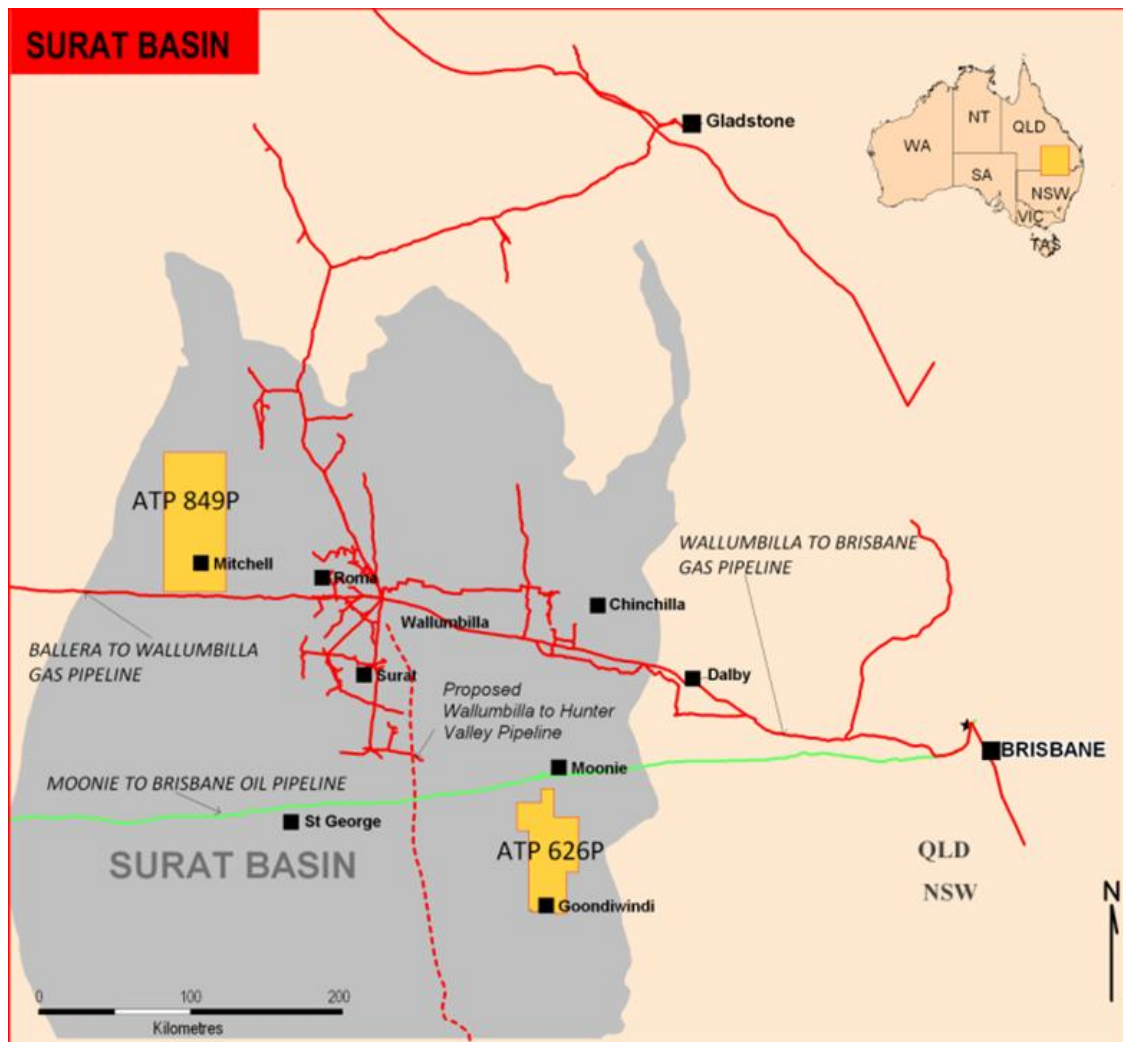 SURAT BASIN
Gladstone
NT
QLD
WA
SA
NSW
VIC
TAS
ATP 849P
Mitchell
Roma
WALLUMBILLA TO BRISBANE
GAS PIPELINE
Chinchilla
Wallumbilla
BALLERA TO WALLUMBILLA
GAS PIPELINE
Surat
Dalby
Proposed
Wallumbilla to Hunter
Valley Pipeline
BRISBANE
Moonie
MOONIE TO BRISBANE OIL PIPELINE
St George
SURAT BASIN
ATP 626P
QLD
NSW
N
Goondiwindi
0 100 200
Kilometres